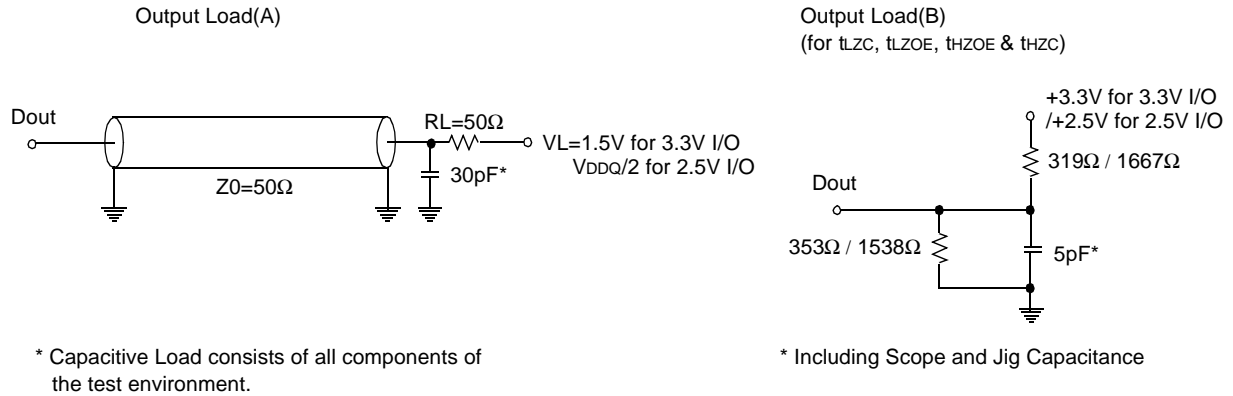 Output Load(A)
Dout
Z0=50Ω
RL=50Ω
30pF*
VL=1.5V for 3.3V I/O
VDDQ/2 for 2.5V I/O
* Capacitive Load consists of all components of
the test environment.
Output Load(B)
(for tLZC, tLZOE, tHZOE & tHZC)
+3.3V for 3.3V I/O
/+2.5V for 2.5V I/O
319Ω / 1667Ω
Dout
353Ω / 1538Ω
5pF*
* Including Scope and Jig Capacitance